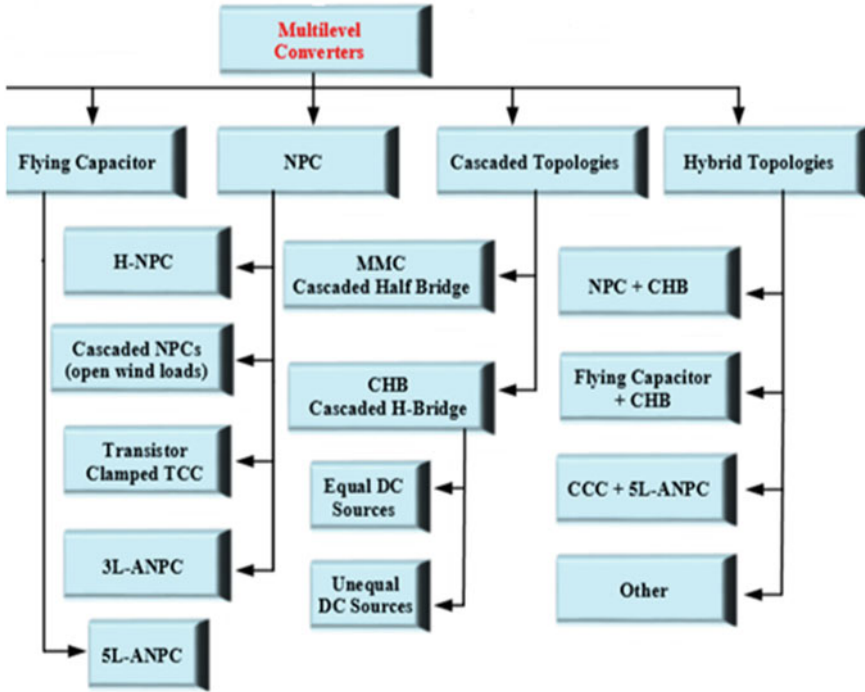 Multilevel
Converters
Flying Capacitor
NPC
Cascaded Topologies
Hybrid Topologies
H-NPC
Cascaded NPCs
(open wind loads)
Transistor
Clamped TCC
3L-ANPC
5L-ANPC
MMC
Cascaded Half Bridge
CHB
Cascaded H-Bridge
Equal DC
Sources
Unequal
DC Sources
NPC + CHB
Flying Capacitor
+ CHB
CCC + 5L-ANPC
Other